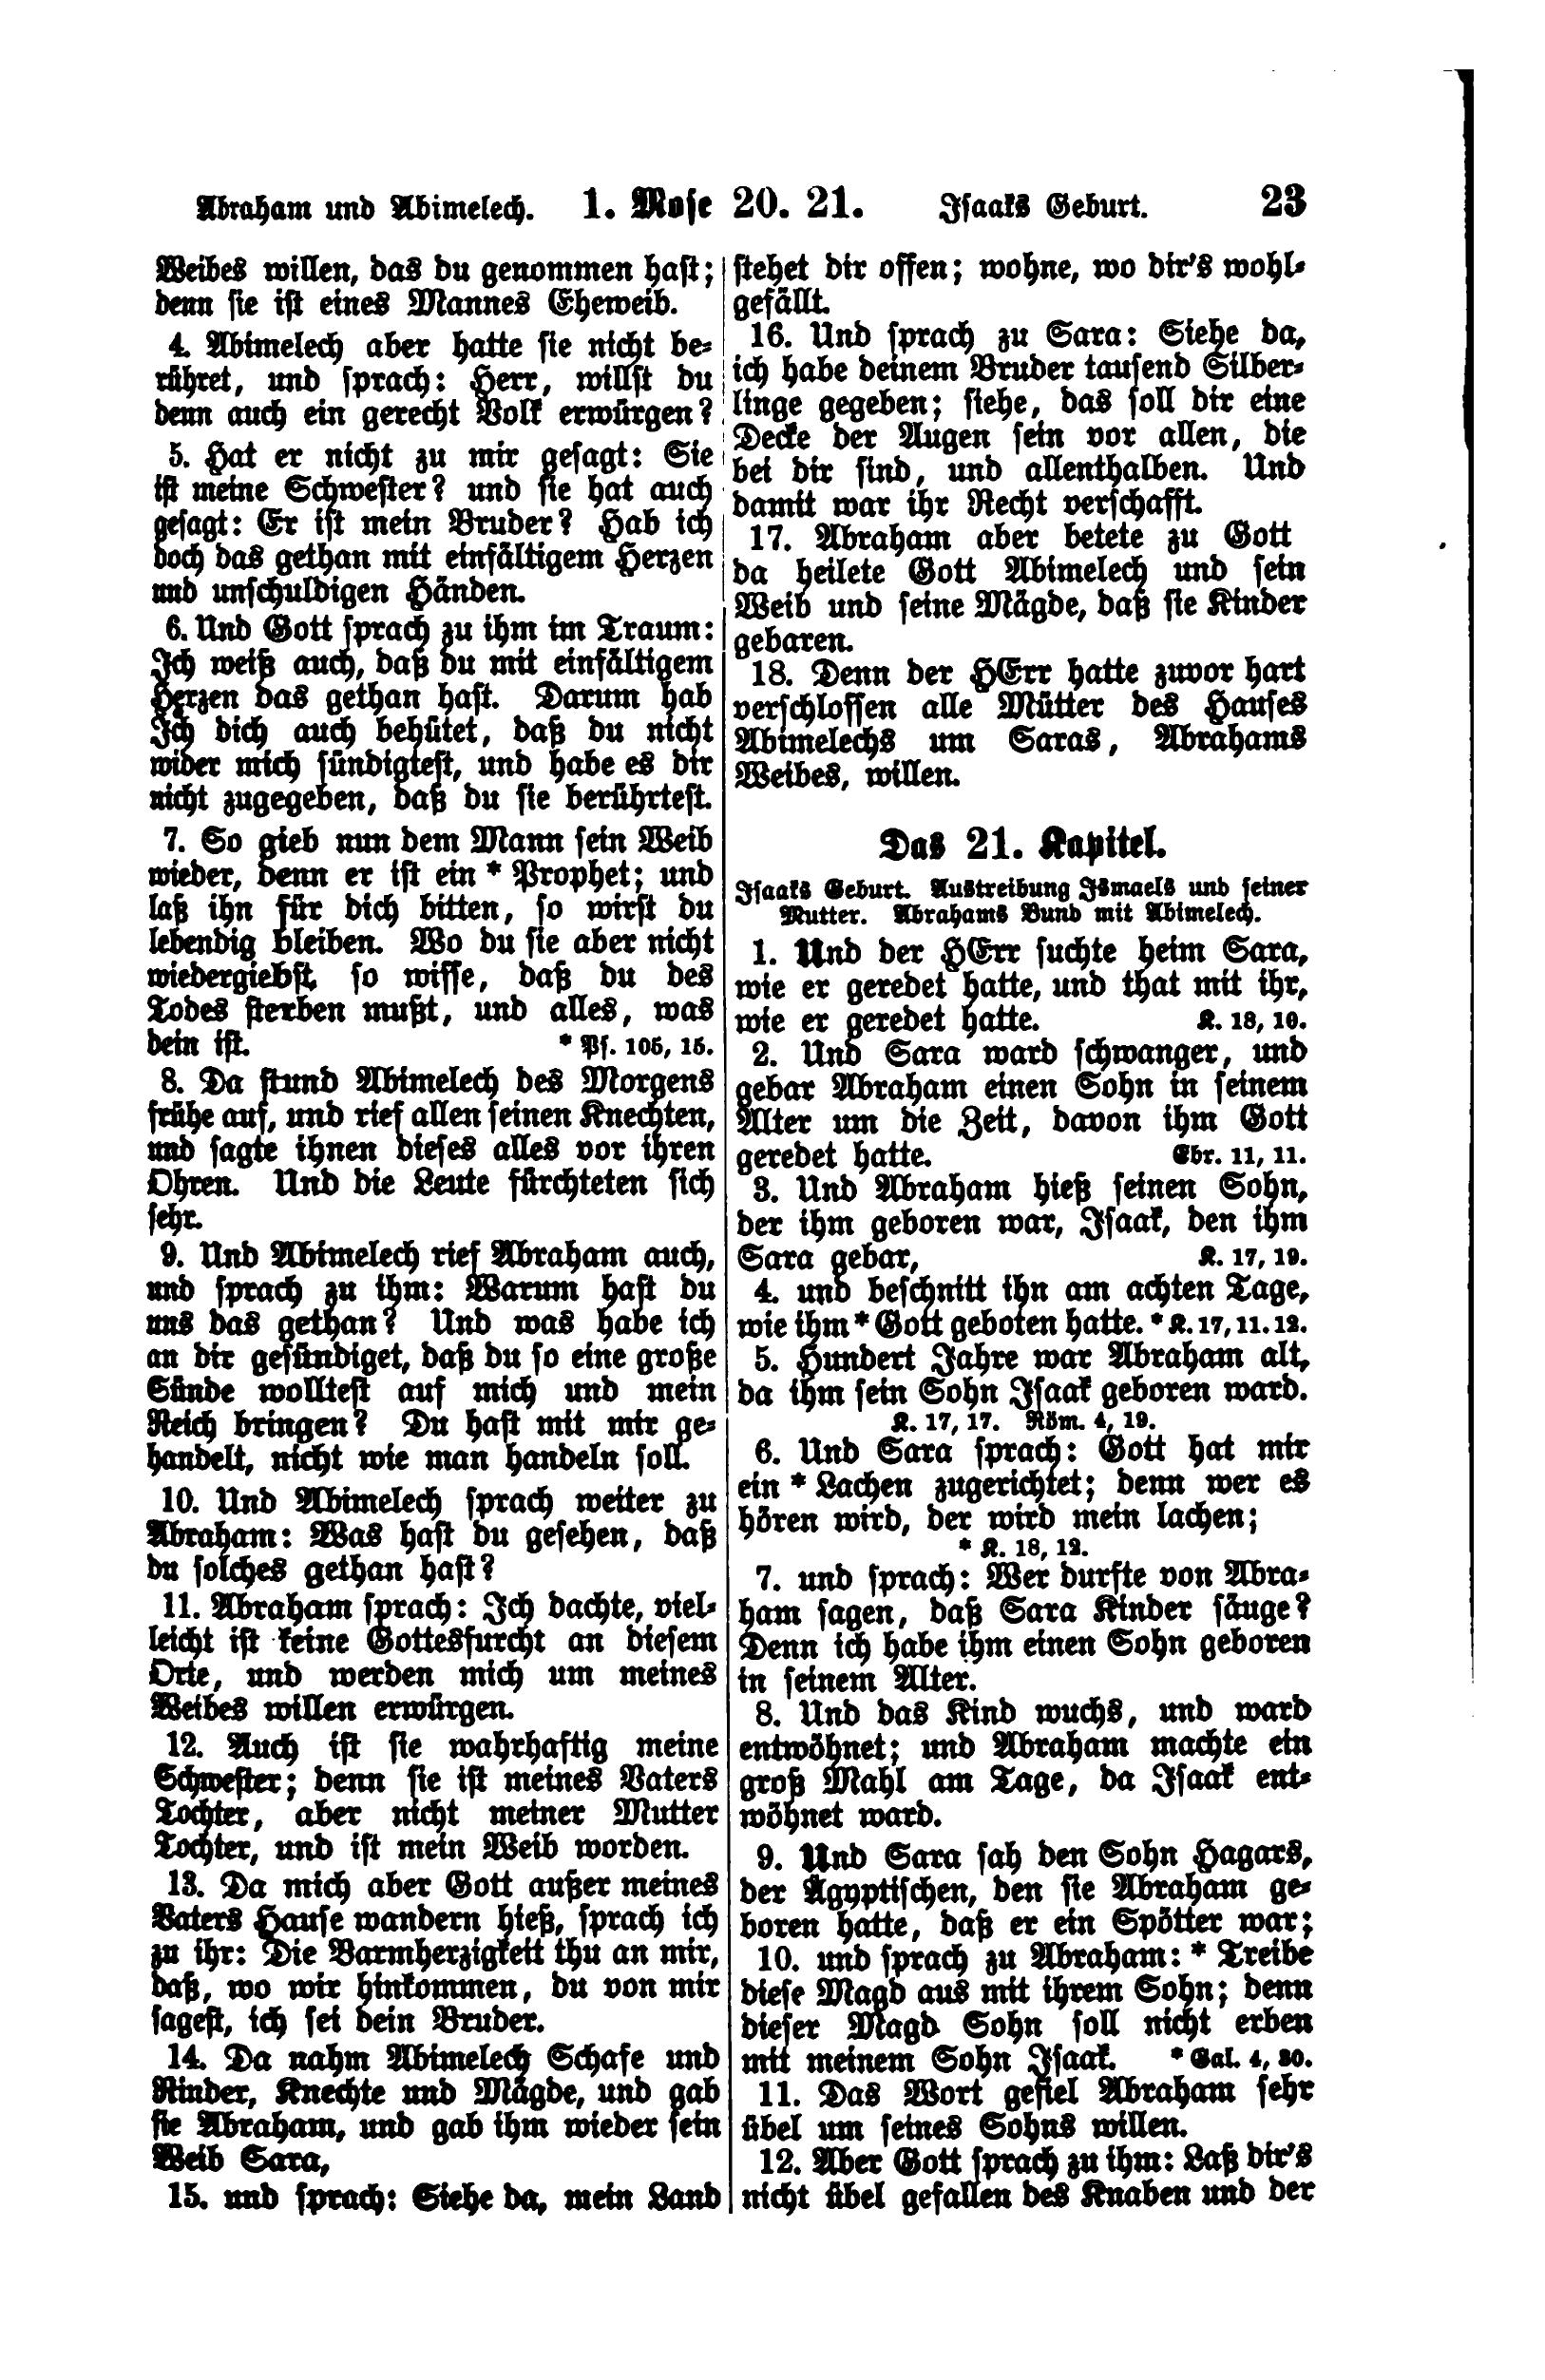 Abraham und Abimelech. 1. Mose 20. 21. Isaaks Geburt. 23
Weibes willen, das du genommen hast;
denn sie ist eines Mannes Eheweib.
4. Abimelech aber hatte sie nicht be-
rühret, und sprach: Herr, willst du
denn auch ein gerecht Volk erwürgen?
5. Hat er nicht zu mir gesagt: Sie
ist meine Schwester? und sie hat auch
gesagt: Er ist mein Bruder? Hab ich
doch das gethan mit einfältigem Herzen
und unschuldigen Händen.
6. Und Gott sprach zu ihm im Traum:
Ich weiß auch, daß du mit einfältigem
Herzen das gethan hast. Darum hab
Ich dich auch behütet, daß du nicht
wider mich sündigtest, und habe es dir
nicht zugegeben, daß du sie berührtest.
7. So gieb nun dem Mann sein Weib
wieder, denn er ist ein * Prophet; und
laß ihn für dich bitten, so wirst du
lebendig bleiben. Wo du sie aber nicht
wiedergiebst, so wisse, daß du des
Todes sterben mußt, und alles, was
dein ist. * Ps. 105, 15.
8. Da stund Abimelech des Morgens
frühe auf, und rief allen seinen Knechten,
und sagte ihnen dieses alles vor ihren
Ohren. Und die Leute fürchteten sich
sehr.
9. Und Abimelech rief Abraham auch,
und sprach zu ihm: Warum hast du
uns das gethan? Und was habe ich
an dir gesündiget, daß du so eine große
Sünde wolltest auf mich und mein
Reich bringen? Du hast mit mir ge-
handelt, nicht wie man handeln soll.
10. Und Abimelech sprach weiter zu
Abraham: Was hast du gesehen, daß
du solches gethan hast?
11. Abraham sprach: Ich dachte, viel-
leicht ist keine Gottesfurcht an diesem
Orte, und werden mich um meines
Weibes willen erwürgen.
12. Auch ist sie wahrhaftig meine
Schwester; denn sie ist meines Vaters
Tochter, aber nicht meiner Mutter
Tochter, und ist mein Weib worden.
13. Da mich aber Gott außer meines
Vaters Hause wandern hieß, sprach ich
zu ihr: Die Barmherzigkeit thu an mir,
daß, wo wir hinkommen, du von mir
sagest, ich sei dein Bruder.
14. Da nahm Abimelech Schafe und
Rinder, Knechte und Mägde, und gab
sie Abraham, und gab ihm wieder sein
Weib Sara,
15. und sprach: Siehe da, mein Land
stehet dir offen; wohne, wo dir's wohl-
gefällt.
16. Und sprach zu Sara: Siehe da,
ich habe deinem Bruder tausend Silber-
linge gegeben; siehe, das soll dir eine
Decke der Augen sein vor allen, die
bei dir sind, und allenthalben. Und
damit war ihr Recht verschafft.
17. Abraham aber betete zu Gott
da heilete Gott Abimelech und sein
Weib und seine Mägde, daß sie Kinder
gebaren.
18. Denn der HErr hatte zuvor hart
verschlossen alle Mütter des Hauses
Abimelechs um Saras, Abrahams
Weibes, willen.
Das 21. Kapitel.
Isaaks Geburt. Austreibung Ismaels und seiner
Mutter. Abrahams Bund mit Abimelech.
1. Und der HErr suchte heim Sara,
wie er geredet hatte, und that mit ihr,
wie er geredet hatte. K. 18, 10.
2. Und Sara ward schwanger, und
gebar Abraham einen Sohn in seinem
Alter um die Zeit, davon ihm Gott
geredet hatte. Ebr. 11, 11.
3. Und Abraham hieß seinen Sohn,
der ihm geboren war, Isaak, den ihm
Sara gebar, K. 17, 19.
4. und beschnitt ihn am achten Tage,
wie ihm * Gott geboten hatte. * K. 17, 11. 12.
5. Hundert Jahre war Abraham alt,
da ihm sein Sohn Isaak geboren ward.
K. 17, 17. Röm. 4, 19.
6. Und Sara sprach: Gott hat mir
ein * Lachen zugerichtet; denn wer es
hören wird, der wird mein lachen;
* K. 18, 12.
7. und sprach: Wer durfte von Abra-
ham sagen, daß Sara Kinder säuge?
Denn ich habe ihm einen Sohn geboren
in seinem Alter.
8. Und das Kind wuchs, und ward
entwöhnet; und Abraham machte ein
groß Mahl am Tage, da Isaak ent-
wöhnet ward.
9. Und Sara sah den Sohn Hagars,
der Ägyptischen, den sie Abraham ge-
boren hatte, daß er ein Spötter war;
10. und sprach zu Abraham: * Treibe
diese Magd aus mit ihrem Sohn; denn
dieser Magd Sohn soll nicht erben
mit meinem Sohn Isaak. * Gal. 4, 30.
11. Das Wort gefiel Abraham sehr
übel um seines Sohns willen.
12. Aber Gott sprach zu ihm: Laß dir's
nicht übel gefallen des Knaben und der